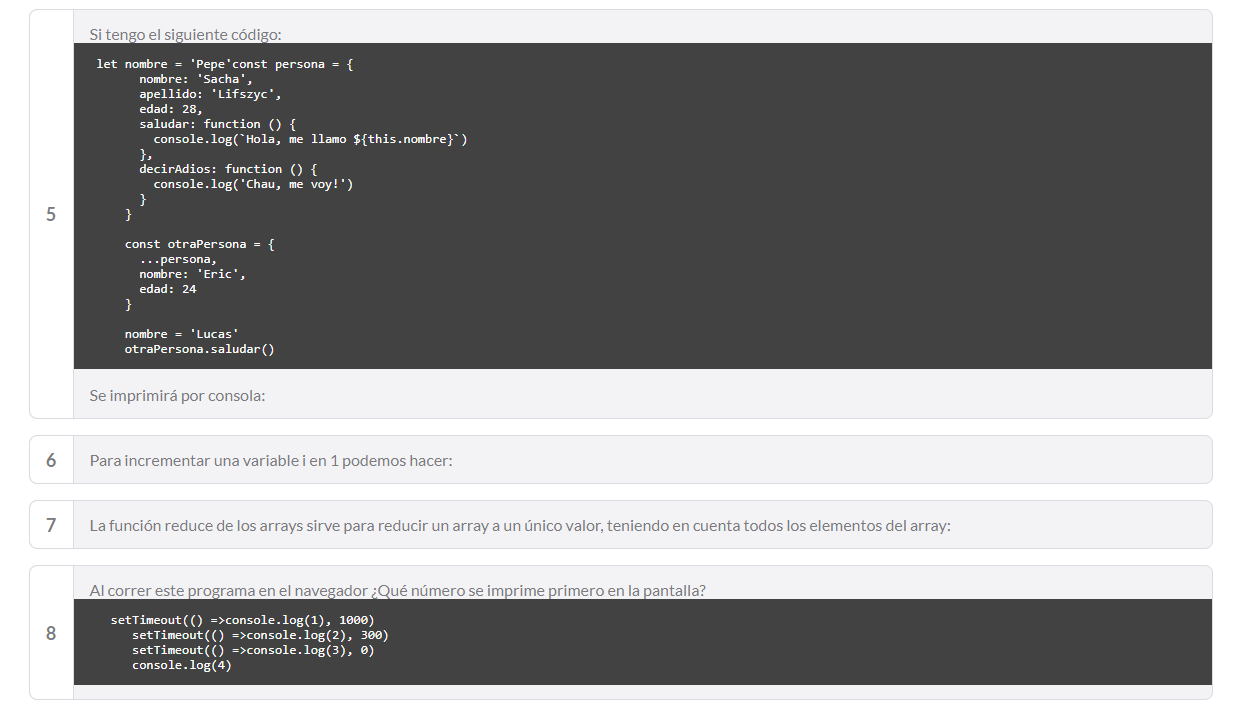 Si tengo el siguiente código:
let nombre = 'Pepe'const persona = {
nombre: 'Sacha',
apellido: 'Lifszyc',
edad: 28,
saludar: function () {
console.log(`Hola, me llamo ${this.nombre}`)
},
decirAdios: function () {
console.log('Chau, me voy!')
}
}
const otraPersona = {
...persona,
nombre: 'Eric',
edad: 24
}
nombre = 'Lucas'
otraPersona.saludar()
5
Se imprimirá por consola:
6 Para incrementar una variable i en 1 podemos hacer:
7 La función reduce de los arrays sirve para reducir un array a un único valor, teniendo en cuenta todos los elementos del array:
Al correr este programa en el navegador ¿Qué número se imprime primero en la pantalla?
8
setTimeout(() =>console.log(1), 1000)
setTimeout(() =>console.log(2), 300)
setTimeout(() =>console.log(3), 0)
console.log(4)